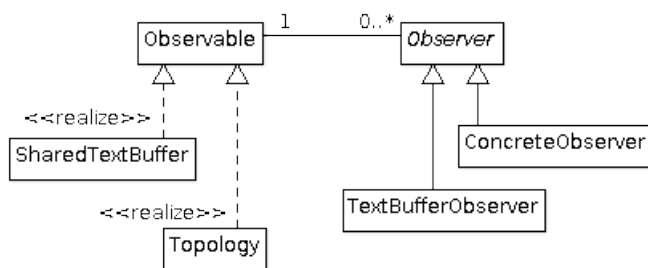 1 0..*
Observable Observer
<<realize>>
SharedTextBuffer ConcreteObserver
TextBufferObserver
<<realize>>
Topology